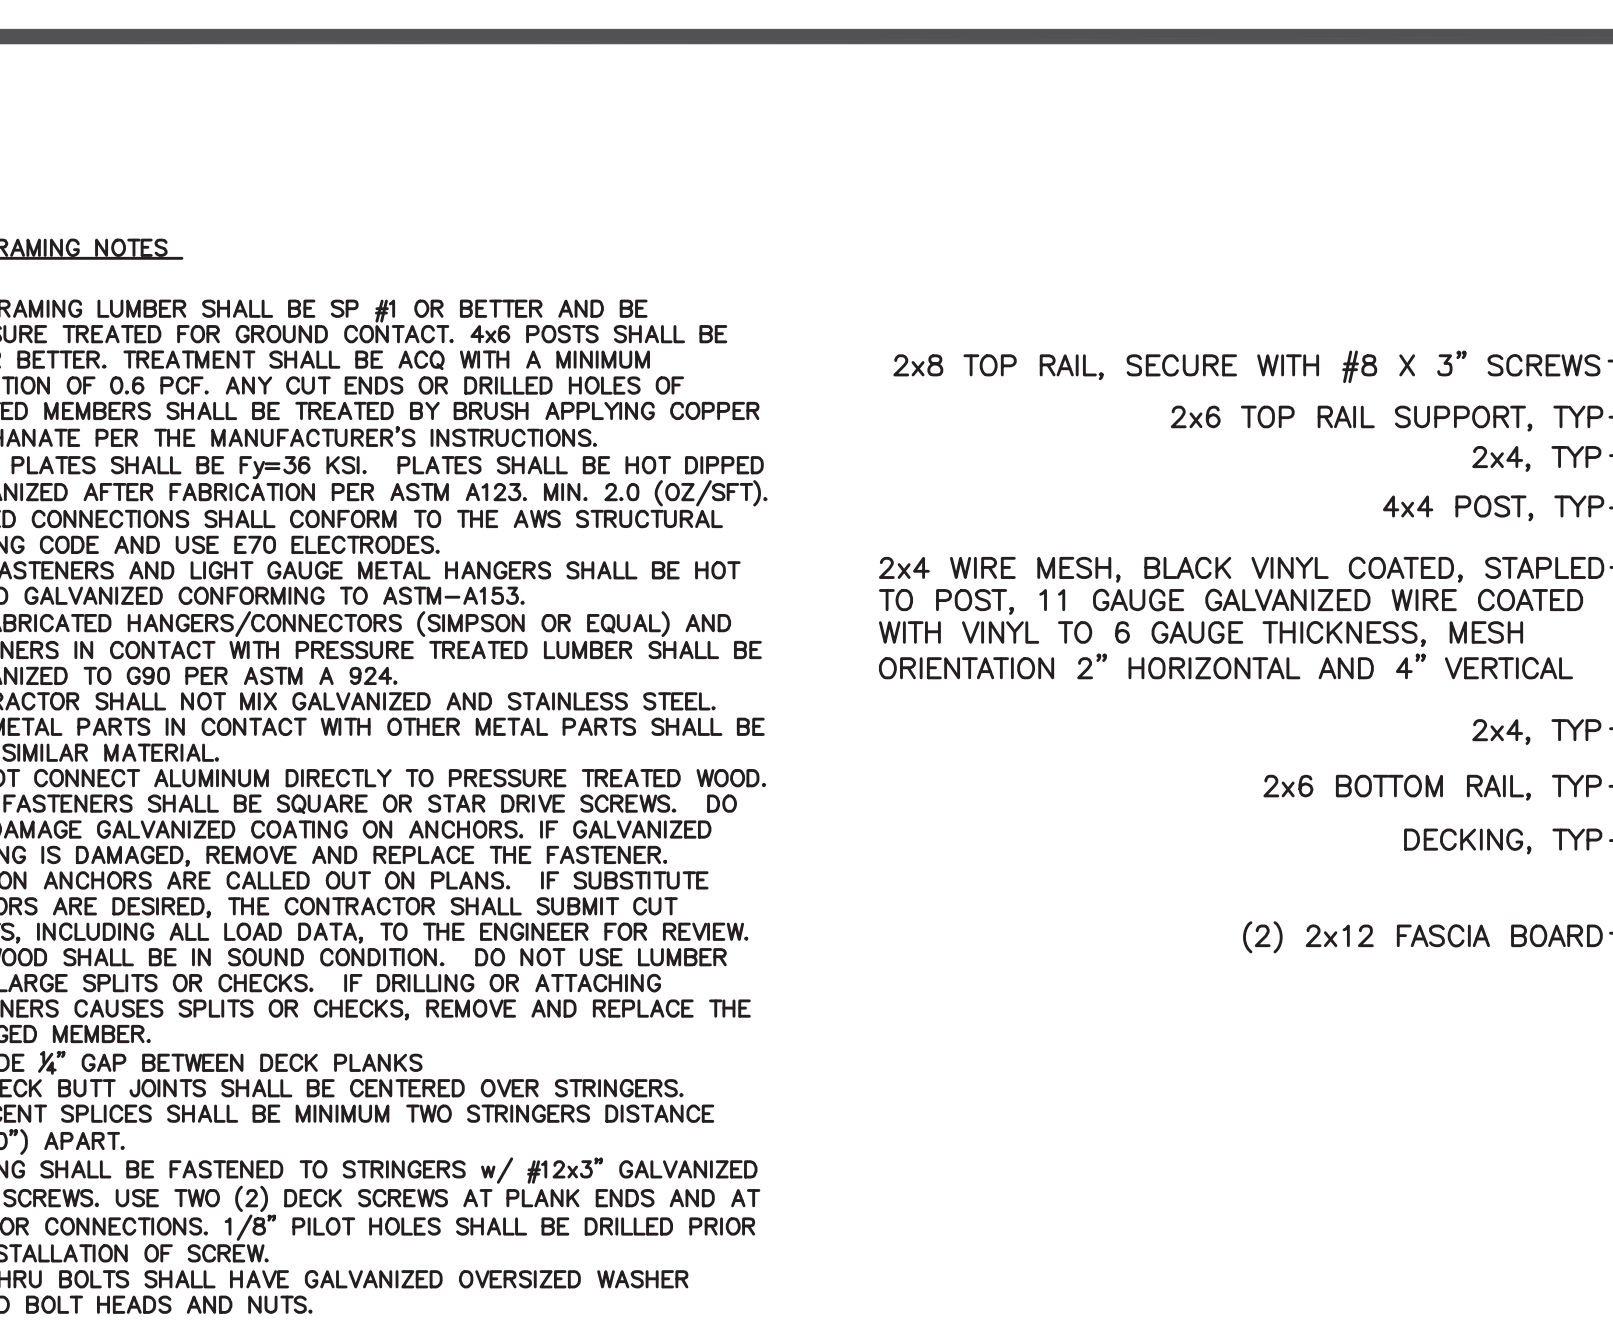 RAMING NOTES
RAMING LUMBER SHALL BE SP #1 OR BETTER AND BE
SURE TREATED FOR GROUND CONTACT. 4x6 POSTS SHALL BE
BETTER. TREATMENT SHALL BE ACQ WITH A MINIMUM
TION OF 0.6 PCF. ANY CUT ENDS OR DRILLED HOLES OF
ED MEMBERS SHALL BE TREATED BY BRUSH APPLYING COPPER
HANATE PER THE MANUFACTURER'S INSTRUCTIONS.
PLATES SHALL BE Fy=36 KSI. PLATES SHALL BE HOT DIPPED
ANIZED AFTER FABRICATION PER ASTM A123. MIN. 2.0 (OZ/SFT).
ED CONNECTIONS SHALL CONFORM TO THE AWS STRUCTURAL
NG CODE AND USE E70 ELECTRODES.
ASTENERS AND LIGHT GAUGE METAL HANGERS SHALL BE HOT
D GALVANIZED CONFORMING TO ASTM-A153.
ABRICATED HANGERS/CONNECTORS (SIMPSON OR EQUAL) AND
NERS IN CONTACT WITH PRESSURE TREATED LUMBER SHALL BE
ANIZED TO G90 PER ASTM A 924.
RACTOR SHALL NOT MIX GALVANIZED AND STAINLESS STEEL.
METAL PARTS IN CONTACT WITH OTHER METAL PARTS SHALL BE
SIMILAR MATERIAL.
OT CONNECT ALUMINUM DIRECTLY TO PRESSURE TREATED WOOD.
FASTENERS SHALL BE SQUARE OR STAR DRIVE SCREWS. DO
DAMAGE GALVANIZED COATING ON ANCHORS. IF GALVANIZED
NG IS DAMAGED, REMOVE AND REPLACE THE FASTENER.
ON ANCHORS ARE CALLED OUT ON PLANS. IF SUBSTITUTE
ORS ARE DESIRED, THE CONTRACTOR SHALL SUBMIT CUT
TS, INCLUDING ALL LOAD DATA, TO THE ENGINEER FOR REVIEW.
WOOD SHALL BE IN SOUND CONDITION. DO NOT USE LUMBER
LARGE SPLITS OR CHECKS. IF DRILLING OR ATTACHING
NERS CAUSES SPLITS OR CHECKS, REMOVE AND REPLACE THE
GED MEMBER.
DE ¼" GAP BETWEEN DECK PLANKS
ECK BUTT JOINTS SHALL BE CENTERED OVER STRINGERS.
CENT SPLICES SHALL BE MINIMUM TWO STRINGERS DISTANCE
0") APART.
NG SHALL BE FASTENED TO STRINGERS w/ #12x3" GALVANIZED
SCREWS. USE TWO (2) DECK SCREWS AT PLANK ENDS AND AT
OR CONNECTIONS. 1/8" PILOT HOLES SHALL BE DRILLED PRIOR
STALLATION OF SCREW.
HRU BOLTS SHALL HAVE GALVANIZED OVERSIZED WASHER
D BOLT HEADS AND NUTS.
2x8 TOP RAIL, SECURE WITH #8 X 3" SCREWS
2x6 TOP RAIL SUPPORT, TYP
2x4, TYP
4x4 POST, TYP
2x4 WIRE MESH, BLACK VINYL COATED, STAPLED
TO POST, 11 GAUGE GALVANIZED WIRE COATED
WITH VINYL TO 6 GAUGE THICKNESS, MESH
ORIENTATION 2" HORIZONTAL AND 4" VERTICAL
2x4, TYP
2x6 BOTTOM RAIL, TYP
DECKING, TYP
(2) 2x12 FASCIA BOARD